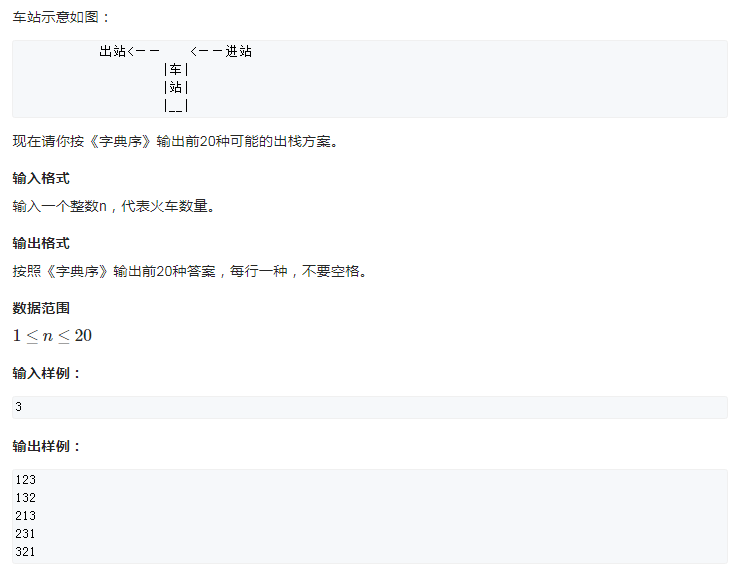 车站示意如图：
出站<－－ <－－进站
|车|
|站|
|__|
现在请你按《字典序》输出前20种可能的出栈方案。
输入格式
输入一个整数n，代表火车数量。
输出格式
按照《字典序》输出前20种答案，每行一种，不要空格。
数据范围
1 ≤ n ≤ 20
输入样例：
3
输出样例：
123
132
213
231
321